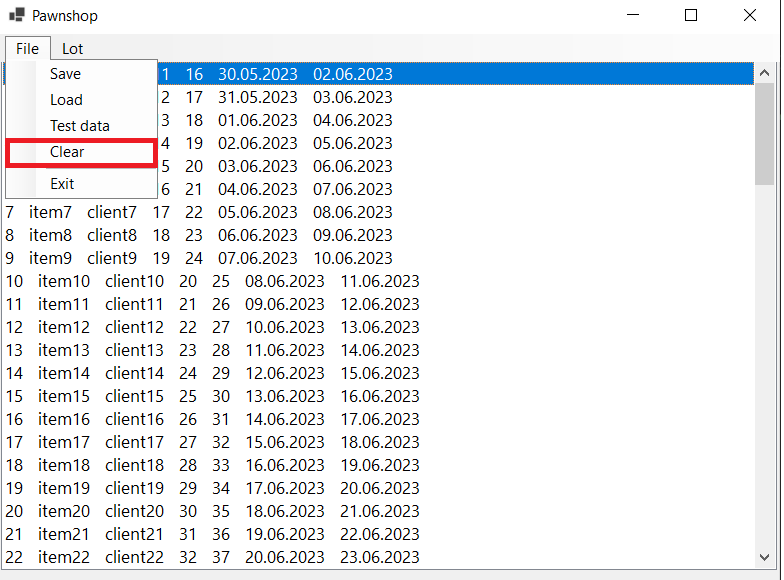 Pawnshop
File Lot
Save 1 16 30.05.2023 02.06.2023
Load 2 17 31.05.2023 03.06.2023
Test data 3 18 01.06.2023 04.06.2023
Clear 4 19 02.06.2023 05.06.2023
5 20 03.06.2023 06.06.2023
Exit 6 21 04.06.2023 07.06.2023
7 item7 client7 17 22 05.06.2023 08.06.2023
8 item8 client8 18 23 06.06.2023 09.06.2023
9 item9 client9 19 24 07.06.2023 10.06.2023
10 item10 client10 20 25 08.06.2023 11.06.2023
11 item11 client11 21 26 09.06.2023 12.06.2023
12 item12 client12 22 27 10.06.2023 13.06.2023
13 item13 client13 23 28 11.06.2023 14.06.2023
14 item14 client14 24 29 12.06.2023 15.06.2023
15 item15 client15 25 30 13.06.2023 16.06.2023
16 item16 client16 26 31 14.06.2023 17.06.2023
17 item17 client17 27 32 15.06.2023 18.06.2023
18 item18 client18 28 33 16.06.2023 19.06.2023
19 item19 client19 29 34 17.06.2023 20.06.2023
20 item20 client20 30 35 18.06.2023 21.06.2023
21 item21 client21 31 36 19.06.2023 22.06.2023
22 item22 client22 32 37 20.06.2023 23.06.2023